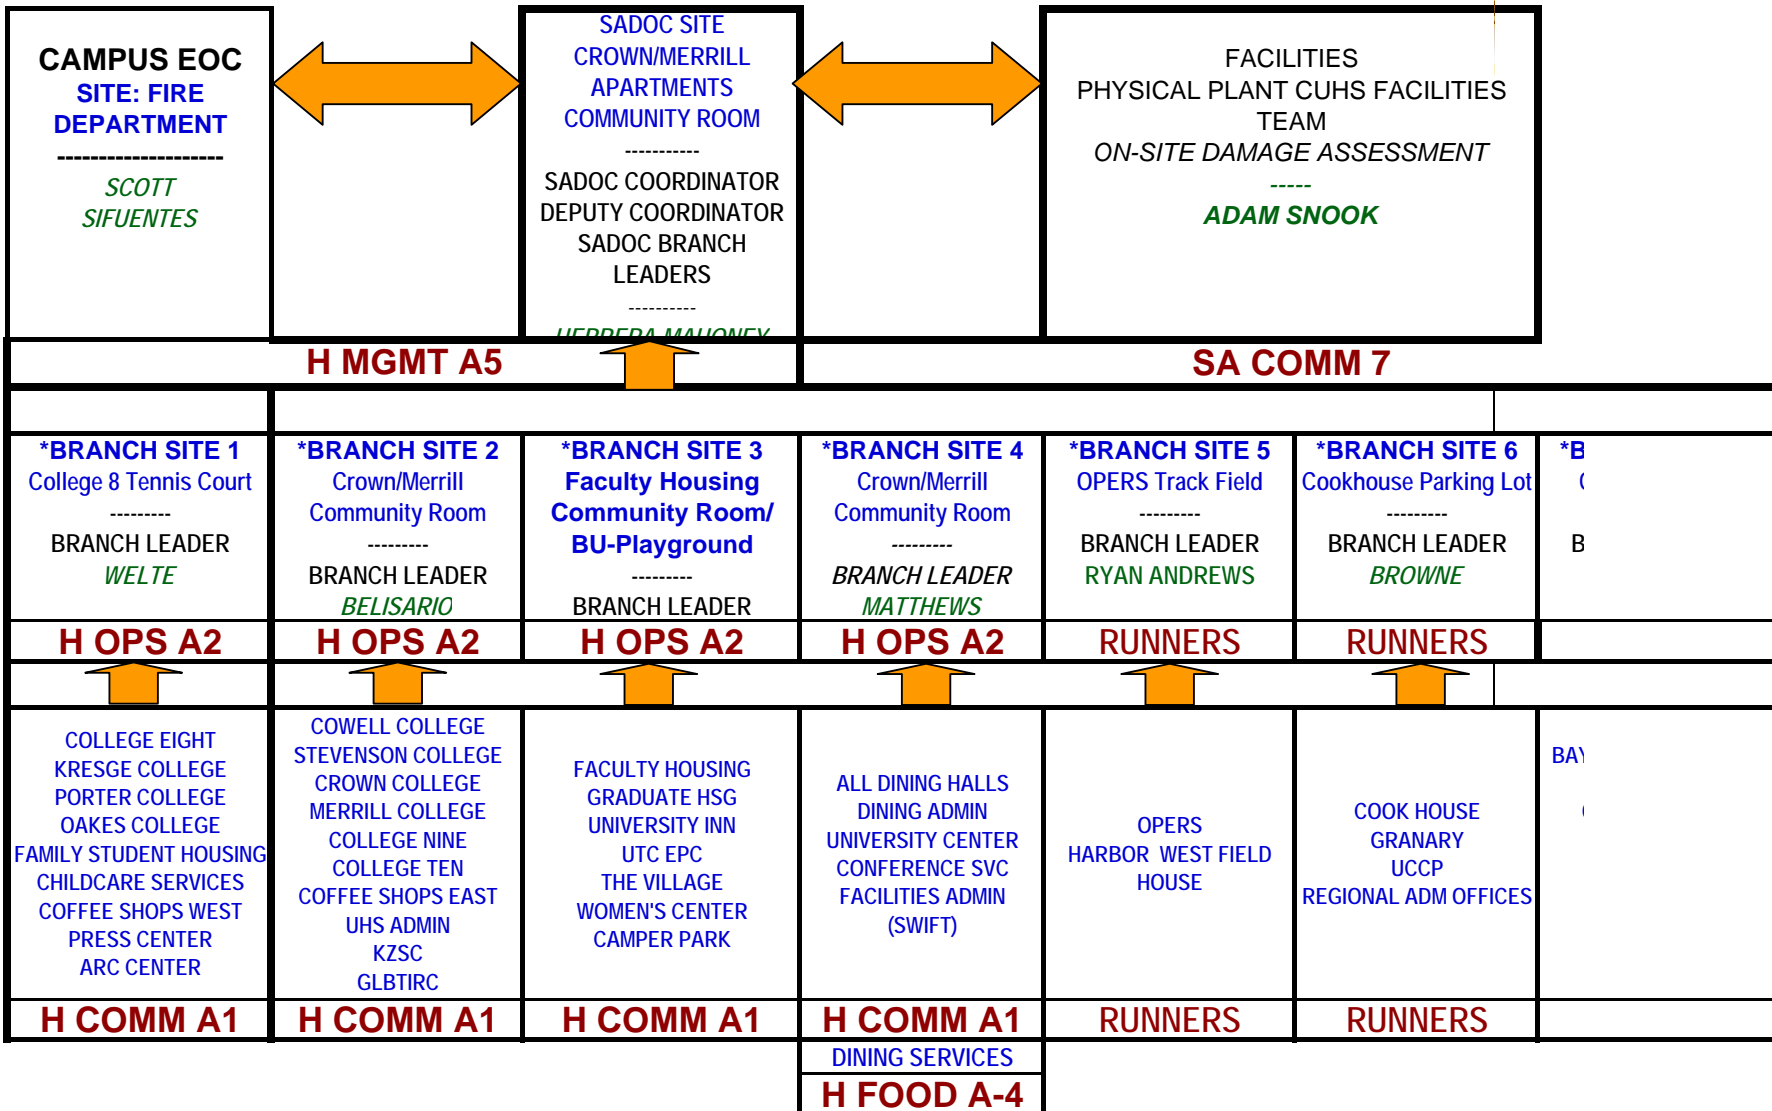 CAMPUS EOC
SITE: FIRE
DEPARTMENT
--------------------
SCOTT
SIFUENTES
SADOC SITE
CROWN/MERRILL
APARTMENTS
COMMUNITY ROOM
-----------
SADOC COORDINATOR
DEPUTY COORDINATOR
SADOC BRANCH
LEADERS
----------
HERRERA MAHONEY
FACILITIES
PHYSICAL PLANT CUHS FACILITIES
TEAM
ON-SITE DAMAGE ASSESSMENT
-----
ADAM SNOOK
H MGMT A5
SA COMM 7
*BRANCH SITE 1
College 8 Tennis Court
---------
BRANCH LEADER
WELTE
*BRANCH SITE 2
Crown/Merrill
Community Room
---------
BRANCH LEADER
BELISARIO
*BRANCH SITE 3
Faculty Housing
Community Room/
BU-Playground
---------
BRANCH LEADER
*BRANCH SITE 4
Crown/Merrill
Community Room
---------
BRANCH LEADER
MATTHEWS
*BRANCH SITE 5
OPERS Track Field
---------
BRANCH LEADER
RYAN ANDREWS
*BRANCH SITE 6
Cookhouse Parking Lot
---------
BRANCH LEADER
BROWNE
*B
B
H OPS A2
H OPS A2
H OPS A2
H OPS A2
RUNNERS
RUNNERS
COLLEGE EIGHT
KRESGE COLLEGE
PORTER COLLEGE
OAKES COLLEGE
FAMILY STUDENT HOUSING
CHILDCARE SERVICES
COFFEE SHOPS WEST
PRESS CENTER
ARC CENTER
COWELL COLLEGE
STEVENSON COLLEGE
CROWN COLLEGE
MERRILL COLLEGE
COLLEGE NINE
COLLEGE TEN
COFFEE SHOPS EAST
UHS ADMIN
KZSC
GLBTIRC
FACULTY HOUSING
GRADUATE HSG
UNIVERSITY INN
UTC EPC
THE VILLAGE
WOMEN'S CENTER
CAMPER PARK
ALL DINING HALLS
DINING ADMIN
UNIVERSITY CENTER
CONFERENCE SVC
FACILITIES ADMIN
(SWIFT)
OPERS
HARBOR WEST FIELD
HOUSE
COOK HOUSE
GRANARY
UCCP
REGIONAL ADM OFFICES
BAY
H COMM A1
H COMM A1
H COMM A1
H COMM A1
RUNNERS
RUNNERS
DINING SERVICES
H FOOD A-4